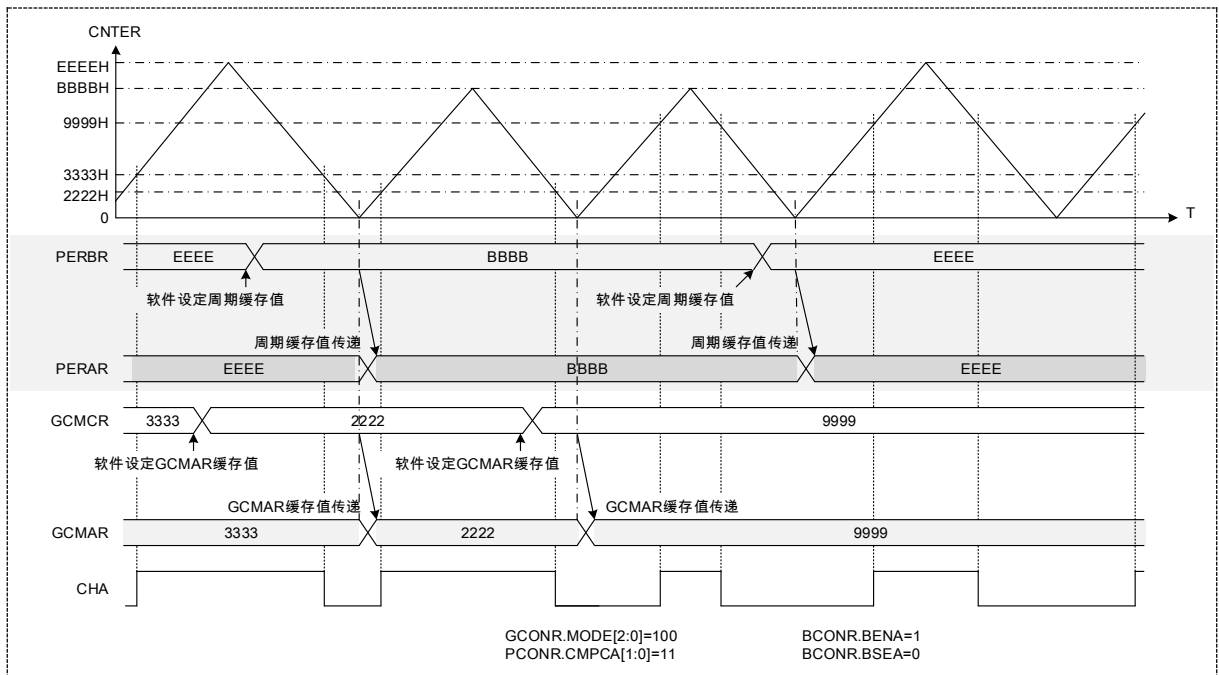 CNTER
EEEEH
BBBBH
9999H
3333H
2222H
0
T
PERBR
EEEE
BBBB
EEEE
软件设定周期缓存值
软件设定周期缓存值
周期缓存值传递
周期缓存值传递
PERAR
EEEE
BBBB
EEEE
GCMCR
3333
2222
9999
软件设定GCMAR缓存值
软件设定GCMAR缓存值
GCMAR缓存值传递
GCMAR缓存值传递
GCMAR
3333
2222
9999
CHA
GCONR.MODE[2:0]=100
BCONR.BENA=1
PCONR.CMPCA[1:0]=11
BCONR.BSEA=0